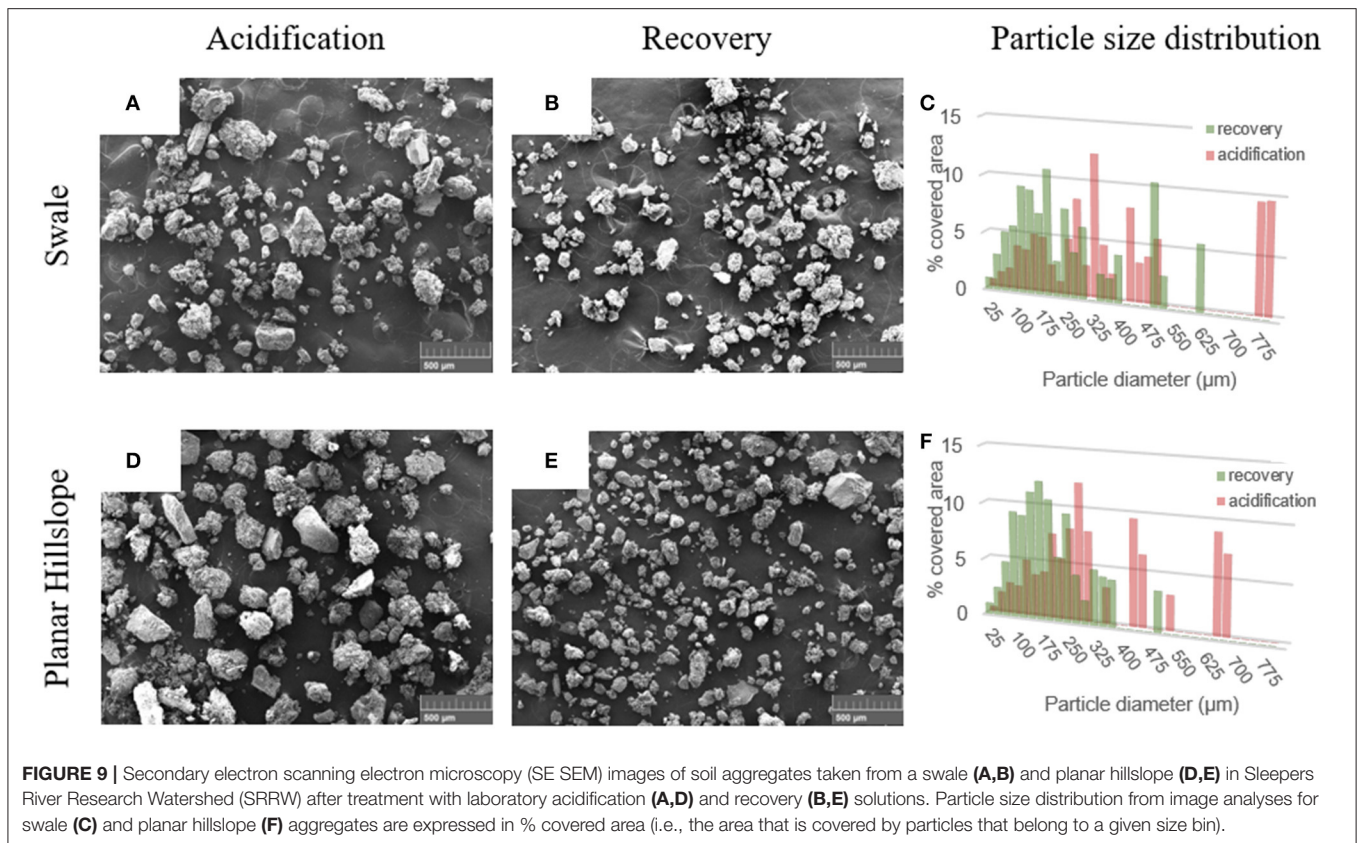 Acidification
Recovery
Particle size distribution
Swale
A
500 µm
B
500 µm
C
% covered area
15
10
5
0
recovery
acidification
25 100 175 250 325 400 475 550 625 700 775
Particle diameter (µm)
Planar Hillslope
D
500 µm
E
500 µm
F
% covered area
15
10
5
0
recovery
acidification
25 100 175 250 325 400 475 550 625 700 775
Particle diameter (µm)
FIGURE 9 | Secondary electron scanning electron microscopy (SE SEM) images of soil aggregates taken from a swale (A,B) and planar hillslope (D,E) in Sleepers
River Research Watershed (SRRW) after treatment with laboratory acidification (A,D) and recovery (B,E) solutions. Particle size distribution from image analyses for
swale (C) and planar hillslope (F) aggregates are expressed in % covered area (i.e., the area that is covered by particles that belong to a given size bin).